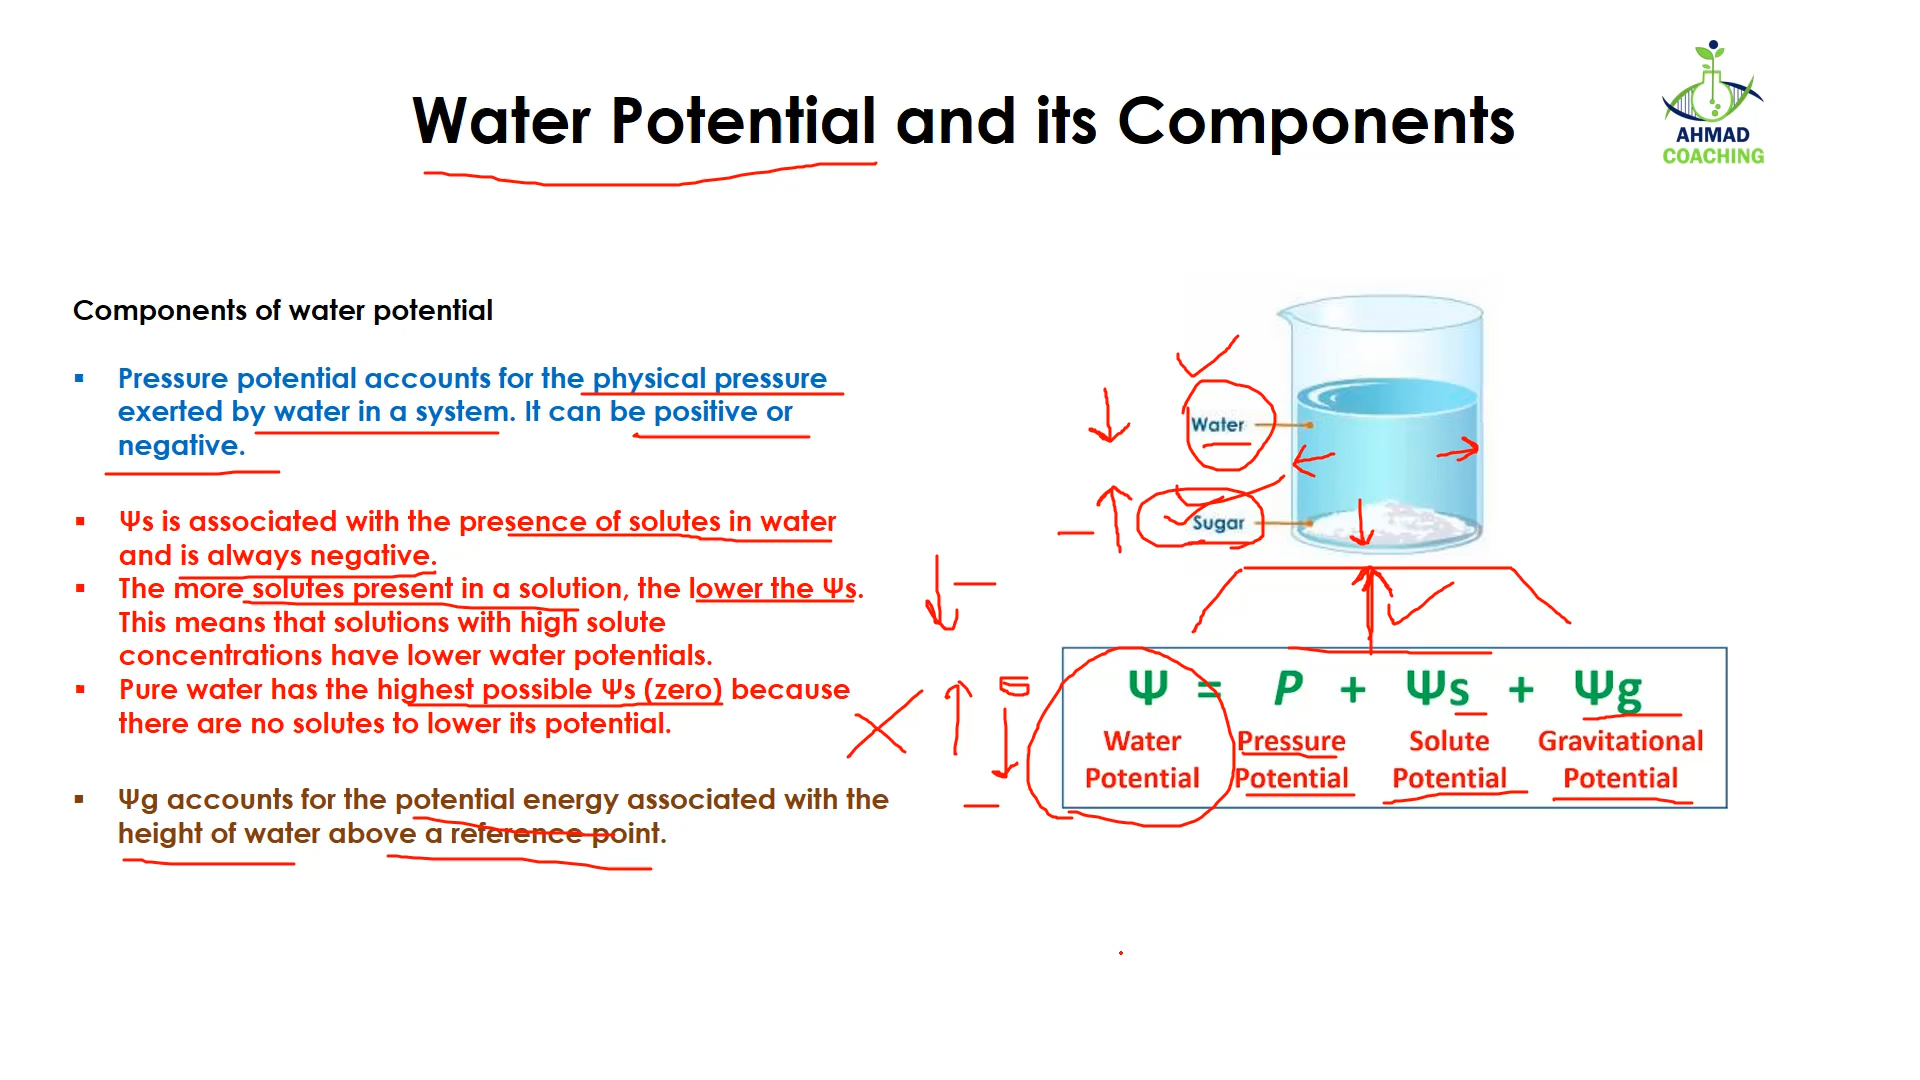 Water Potential and its Components
AHMAD
COACHING
Components of water potential
▪ Pressure potential accounts for the physical pressure
exerted by water in a system. It can be positive or
negative.
▪ Ψs is associated with the presence of solutes in water
and is always negative.
▪ The more solutes present in a solution, the lower the Ψs.
This means that solutions with high solute
concentrations have lower water potentials.
▪ Pure water has the highest possible Ψs (zero) because
there are no solutes to lower its potential.
▪ Ψg accounts for the potential energy associated with the
height of water above a reference point.
Water
Sugar
Ψ = P + Ψs + Ψg
Water Pressure Solute Gravitational
Potential Potential Potential Potential